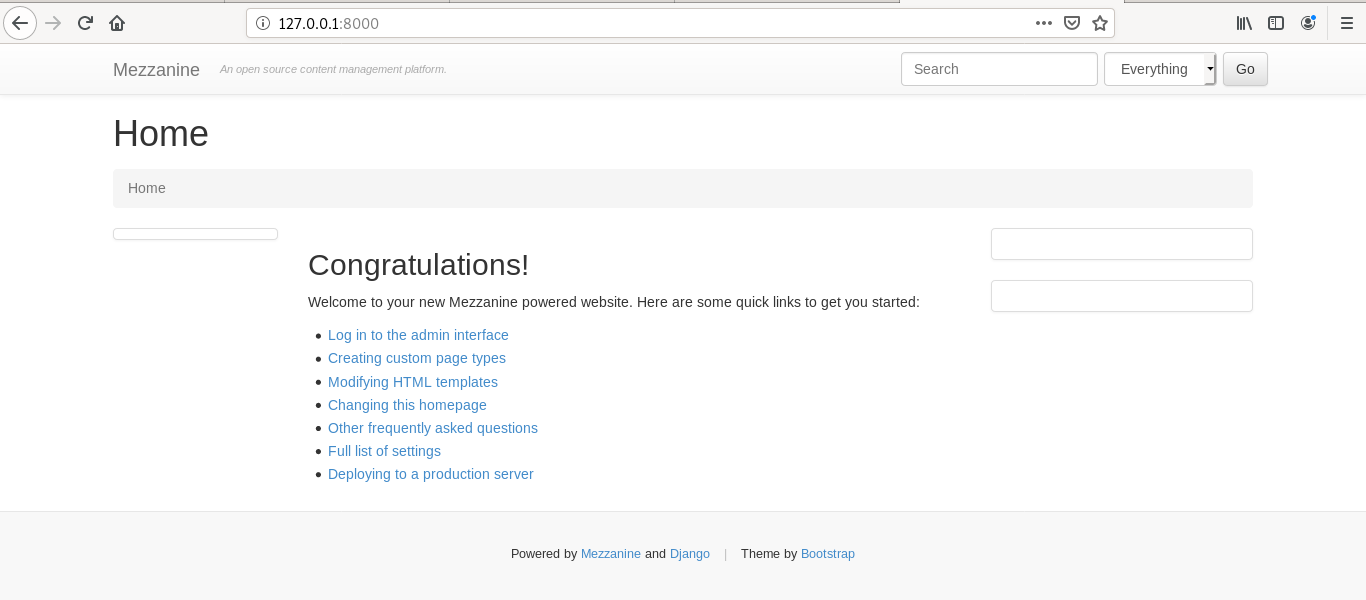 127.0.0.1:8000
Mezzanine An open source content management platform. Search Everything Go
Home
Home
Congratulations!
Welcome to your new Mezzanine powered website. Here are some quick links to get you started:
Log in to the admin interface
Creating custom page types
Modifying HTML templates
Changing this homepage
Other frequently asked questions
Full list of settings
Deploying to a production server
Powered by Mezzanine and Django | Theme by Bootstrap